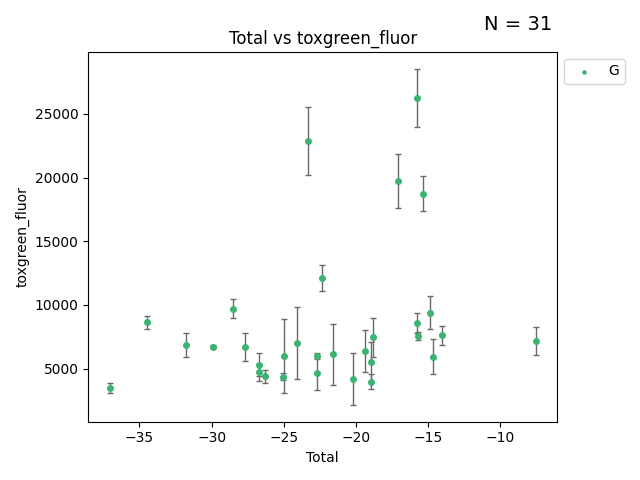 N = 31
Total vs toxgreen_fluor
G
25000
20000
15000
10000
5000
toxgreen_fluor
−35 −30 −25 −20 −15 −10
Total